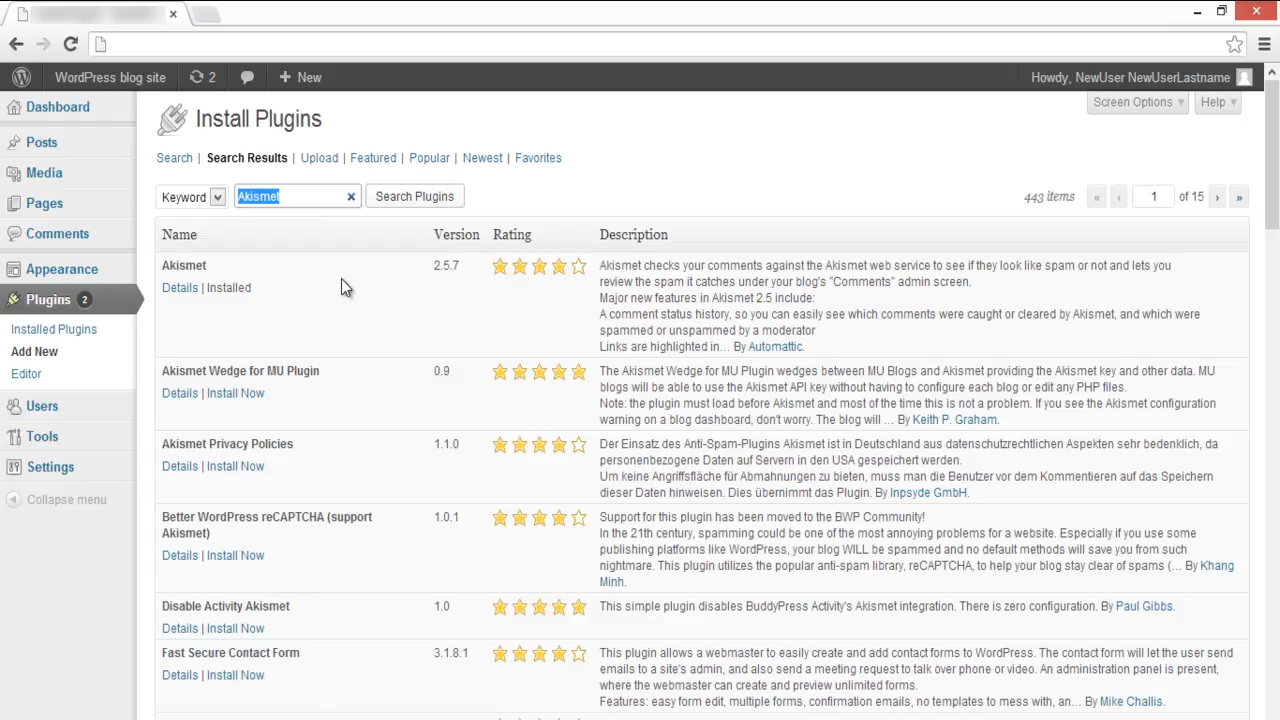 WordPress blog site
2
New
Howdy, NewUser NewUserLastname
Dashboard
Posts
Media
Pages
Comments
Appearance
Plugins 2
Installed Plugins
Add New
Editor
Users
Tools
Settings
Collapse menu
Screen Options
Help
Install Plugins
Search | Search Results | Upload | Featured | Popular | Newest | Favorites
Keyword
Akismet
Search Plugins
443 items « ‹ 1 of 15 › »
Name Version Rating Description
Akismet 2.5.7
Details | Installed
Akismet checks your comments against the Akismet web service to see if they look like spam or not and lets you
review the spam it catches under your blog's "Comments" admin screen.
Major new features in Akismet 2.5 include:
A comment status history, so you can easily see which comments were caught or cleared by Akismet, and which were
spammed or unspammed by a moderator
Links are highlighted in… By Automattic.
Akismet Wedge for MU Plugin 0.9
Details | Install Now
The Akismet Wedge for MU Plugin wedges between MU Blogs and Akismet providing the Akismet key and other data. MU
blogs will be able to use the Akismet API key without having to configure each blog or edit any PHP files.
Note: the plugin must load before Akismet and most of the time this is not a problem. If you see the Akismet configuration
warning on a blog dashboard, don't worry. The blog will … By Keith P. Graham.
Akismet Privacy Policies 1.1.0
Details | Install Now
Der Einsatz des Anti-Spam-Plugins Akismet ist in Deutschland aus datenschutzrechtlichen Aspekten sehr bedenklich, da
personenbezogene Daten auf Servern in den USA gespeichert werden.
Um keine Angriffsfläche für Abmahnungen zu bieten, muss man die Benutzer vor dem Kommentieren auf das Speichern
dieser Daten hinweisen. Dies übernimmt das Plugin. By Inpsyde GmbH.
Better WordPress reCAPTCHA (support
Akismet)
1.0.1
Details | Install Now
Support for this plugin has been moved to the BWP Community!
In the 21th century, spamming could be one of the most annoying problems for a website. Especially if you use some
publishing platforms like WordPress, your blog WILL be spammed and no default methods will save you from such
nightmare. This plugin utilizes the popular anti-spam library, reCAPTCHA, to help your blog stay clear of spams (… By Khang
Minh.
Disable Activity Akismet 1.0
Details | Install Now
This simple plugin disables BuddyPress Activity's Akismet integration. There is zero configuration. By Paul Gibbs.
Fast Secure Contact Form 3.1.8.1
Details | Install Now
This plugin allows a webmaster to easily create and add contact forms to WordPress. The contact form will let the user send
emails to a site's admin, and also send a meeting request to talk over phone or video. An administration panel is present,
where the webmaster can create and preview unlimited forms.
Features: easy form edit, multiple forms, confirmation emails, no templates to mess with, an… By Mike Challis.